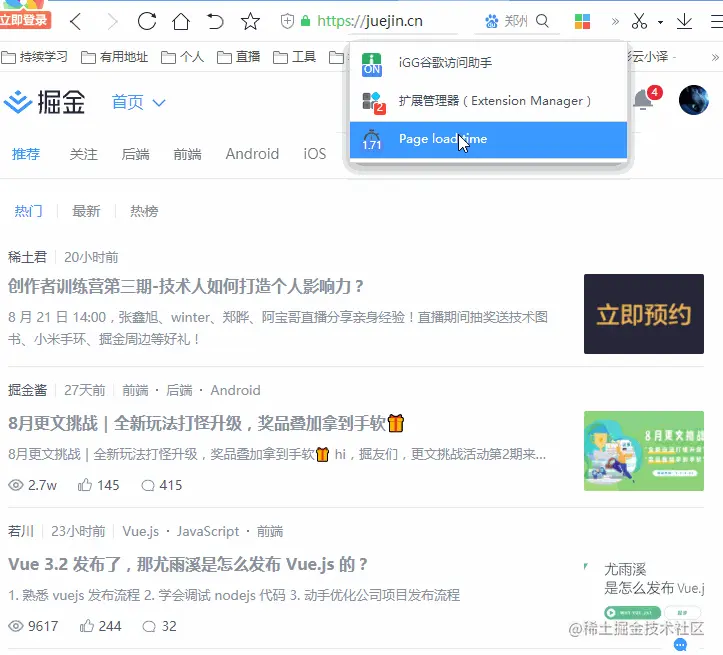 立即登录
https://juejin.cn
郑州
持续学习
有用地址
个人
直播
工具
彩云小译
ON
iGG谷歌访问助手
2
扩展管理器（Extension Manager）
1.71
Page load time
掘金
首页
4
推荐
关注
后端
前端
Android
iOS
热门
最新
热榜
稀土君 20小时前
创作者训练营第三期-技术人如何打造个人影响力？
8 月 21 日 14:00，张鑫旭、winter、郑晔、阿宝哥直播分享亲身经验！直播期间抽奖送技术图
书、小米手环、掘金周边等好礼！
立即预约
掘金酱 27天前 前端 · 后端 · Android
8月更文挑战 | 全新玩法打怪升级，奖品叠加拿到手软🎁
8月更文挑战 | 全新玩法打怪升级，奖品叠加拿到手软🎁 hi，掘友们，更文挑战活动第2期来...
2.7w 145 415
8月更文挑战
若川 23小时前 Vue.js · JavaScript · 前端
Vue 3.2 发布了，那尤雨溪是怎么发布 Vue.js 的？
1. 熟悉 vuejs 发布流程 2. 学会调试 nodejs 代码 3. 动手优化公司项目发布流程
9617 244 32
尤雨溪
是怎么发布 Vue.j
@稀土掘金技术社区